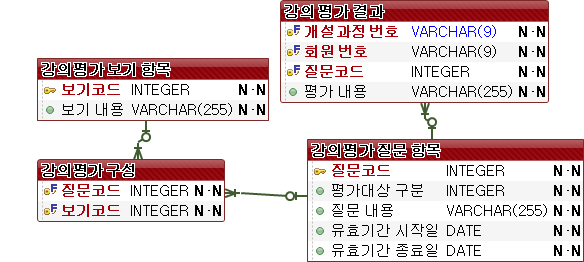 강의 평가 결과
개설 과정 번호 VARCHAR(9) N·N
회원 번호 VARCHAR(9) N·N
질문코드 INTEGER N·N
평가 내용 VARCHAR(255) N·N
강의평가 보기 항목
보기코드 INTEGER N·N
보기 내용 VARCHAR(255) N·N
강의평가 구성
질문코드 INTEGER N·N
보기코드 INTEGER N·N
강의평가 질문 항목
질문코드 INTEGER N·N
평가대상 구분 INTEGER N·N
질문 내용 VARCHAR(255) N·N
유효기간 시작일 DATE N·N
유효기간 종료일 DATE N·N